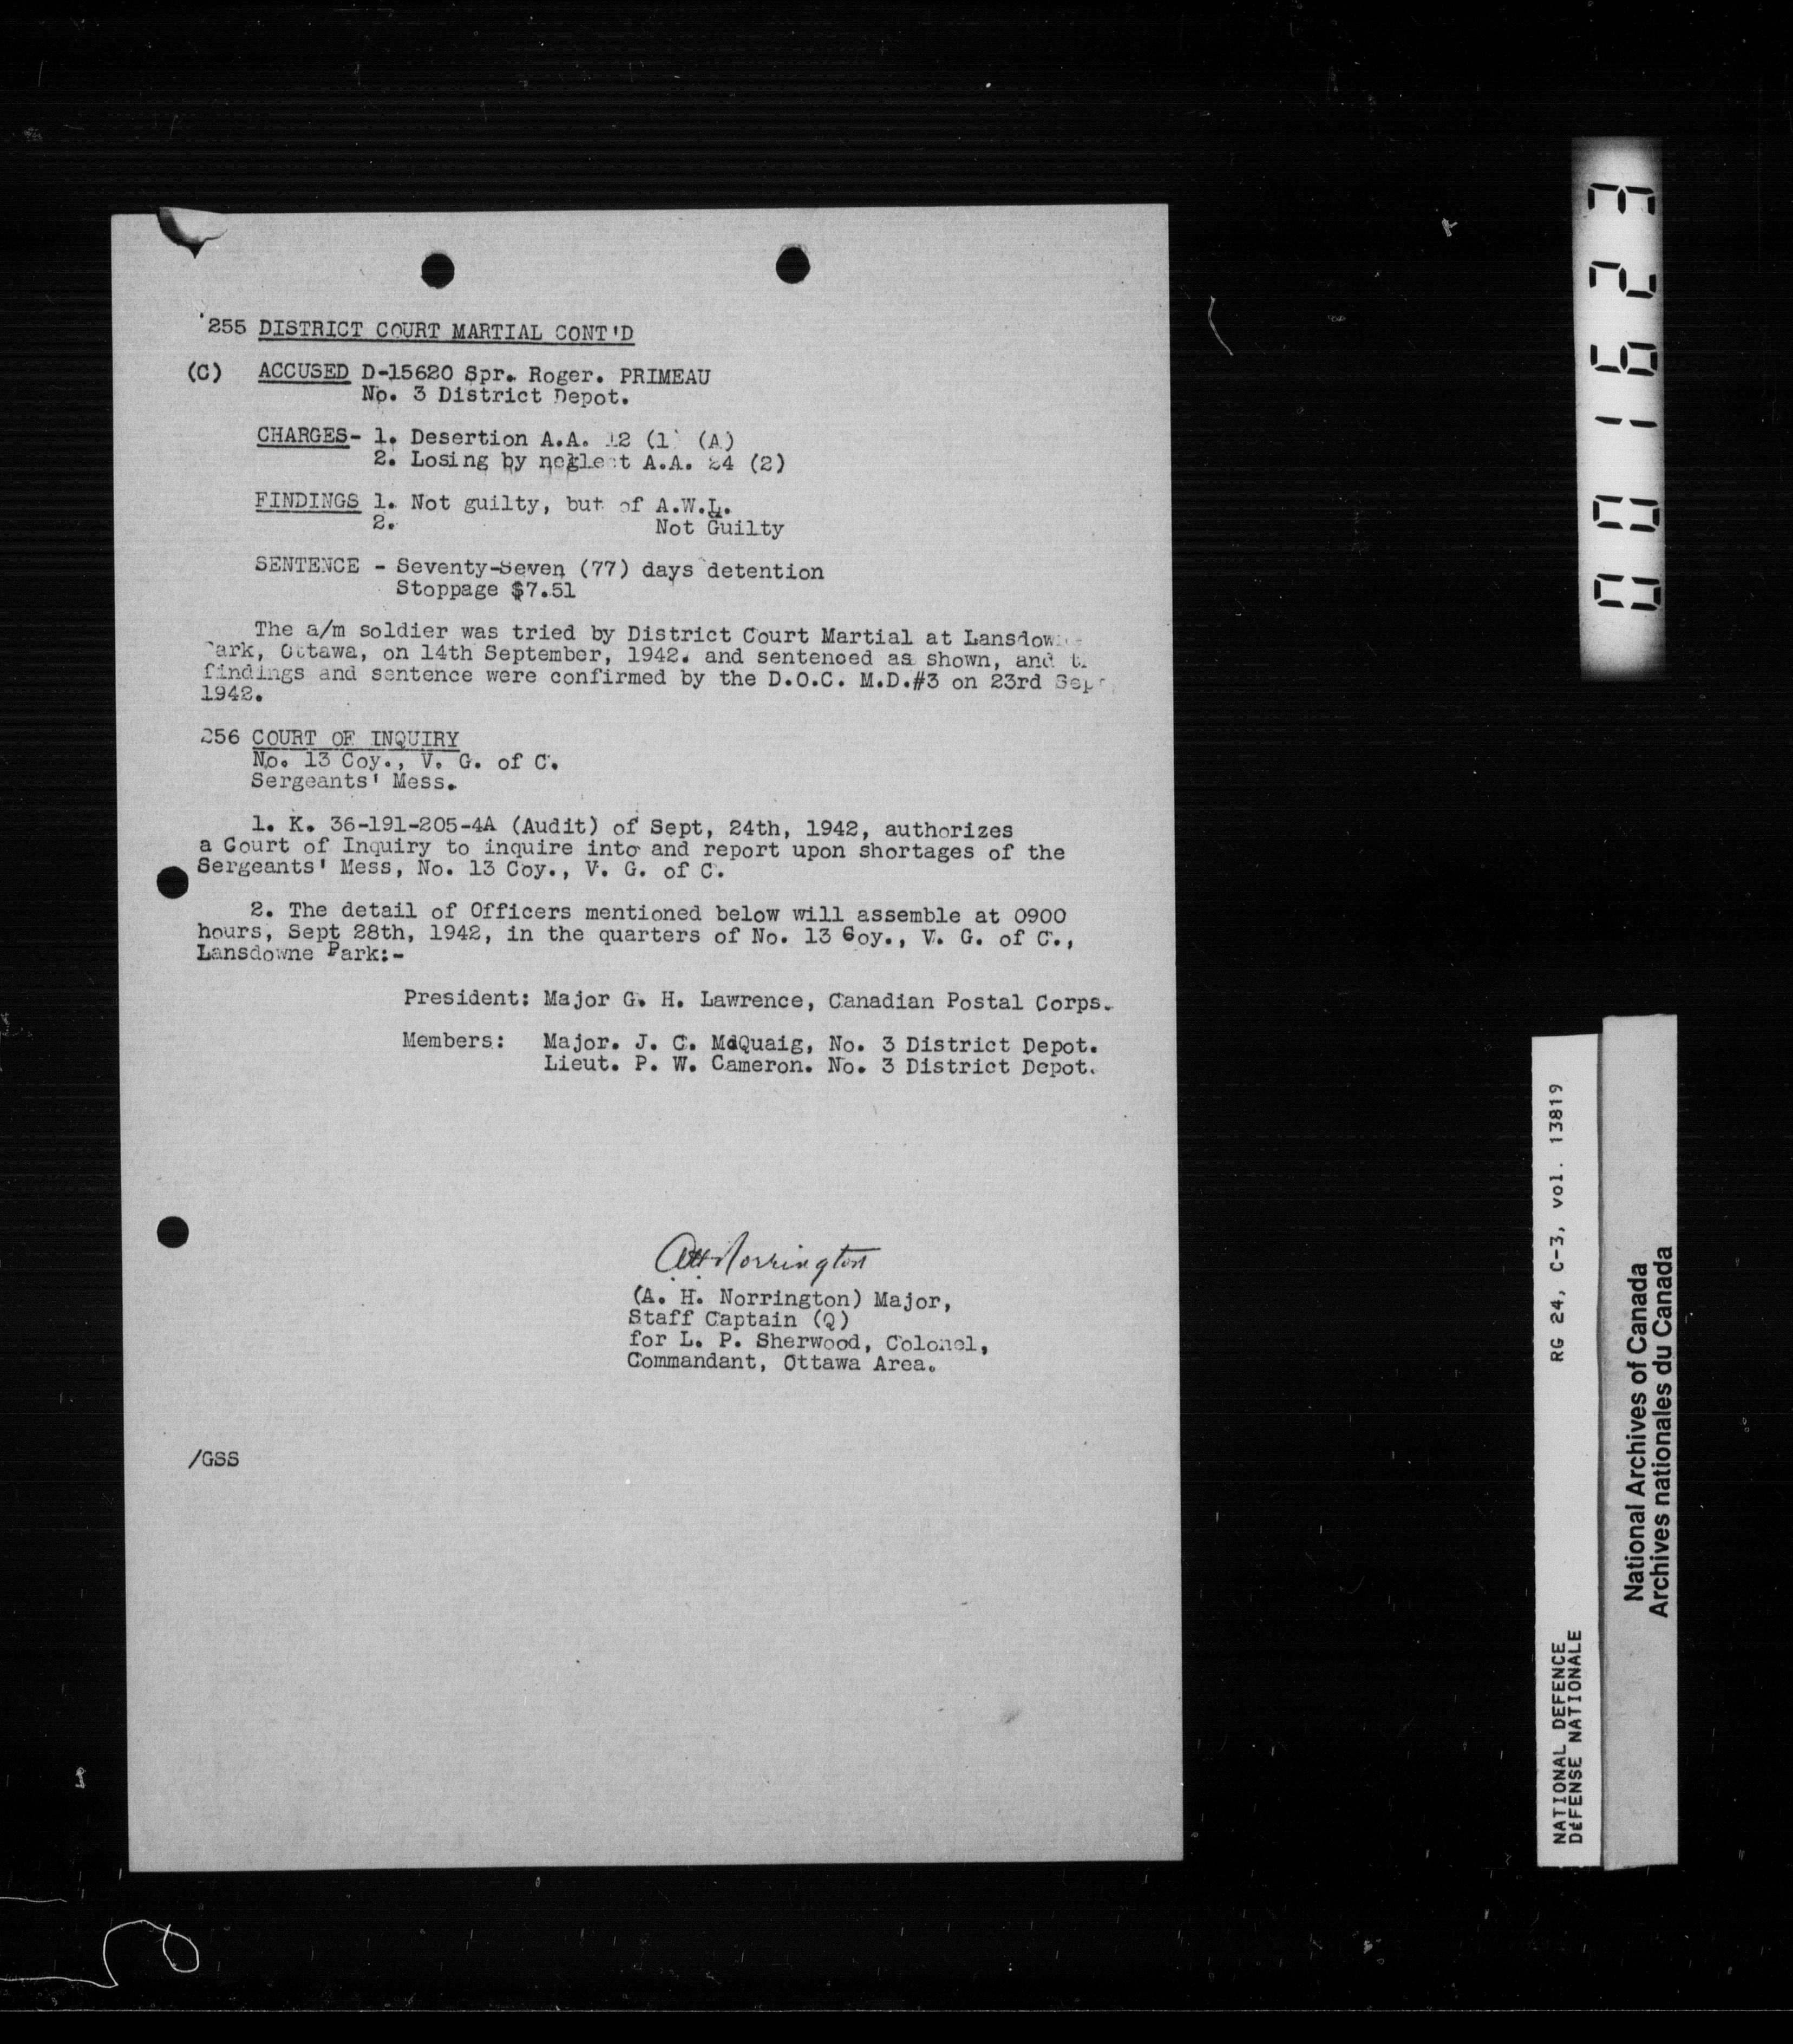 255 DISTRICT COURT MARTIAL CONT'D
(C) ACCUSED D-15620 Spr. Roger. PRIMEAU
No. 3 District Depot.
CHARGES- 1. Desertion A.A. 12 (1) (A)
2. Losing by neglect A.A. 24 (2)
FINDINGS 1. Not guilty, but of A.W.L.
2. Not Guilty
SENTENCE - Seventy-Seven (77) days detention
Stoppage $7.51
The a/m soldier was tried by District Court Martial at Lansdowne
Park, Ottawa, on 14th September, 1942. and sentenced as shown, and
findings and sentence were confirmed by the D.O.C. M.D.#3 on 23rd Sept
1942.
256 COURT OF INQUIRY
No. 13 Coy., V. G. of C.
Sergeants' Mess.
1. K. 36-191-205-4A (Audit) of Sept, 24th, 1942, authorizes
a Court of Inquiry to inquire into and report upon shortages of the
Sergeants' Mess, No. 13 Coy., V. G. of C.
2. The detail of Officers mentioned below will assemble at 0900
hours, Sept 28th, 1942, in the quarters of No. 13 Coy., V. G. of C.,
Lansdowne Park:-
President: Major G. H. Lawrence, Canadian Postal Corps.
Members: Major. J. C. McQuaig, No. 3 District Depot.
Lieut. P. W. Cameron. No. 3 District Depot.
AH Norrington
(A. H. Norrington) Major,
Staff Captain (Q)
for L. P. Sherwood, Colonel,
Commandant, Ottawa Area.
/GSS
001623
NATIONAL DEFENCE RG 24, C-3, vol. 13819
DÉFENSE NATIONALE
National Archives of Canada
Archives nationales du Canada